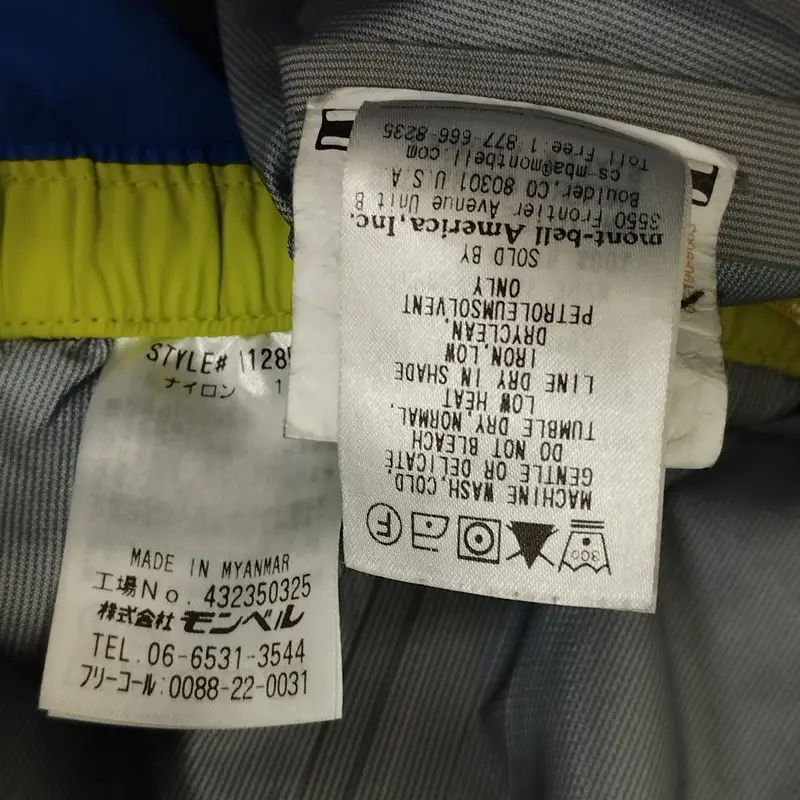 STYLE# 1128
ナイロン 1
MADE IN MYANMAR
工場No. 432350325
株式会社 モンベル
TEL.06-6531-3544
フリーコール:0088-22-0031
30C
F
MACHINE WASH,COLD,
GENTLE OR DELICATE
DO NOT BLEACH
TUMBLE DRY,NORMAL,
LOW HEAT
LINE DRY IN SHADE
IRON,LOW
DRYCLEAN,
PETROLEUMSOLVENT
ONLY
SOLD BY
mont-bell America,Inc.
3550 Frontier Avenue Unit B
Boulder,CO 80301 U.S.A.
cs-mba@montbell.com
Toll Free:1 877-666-8235